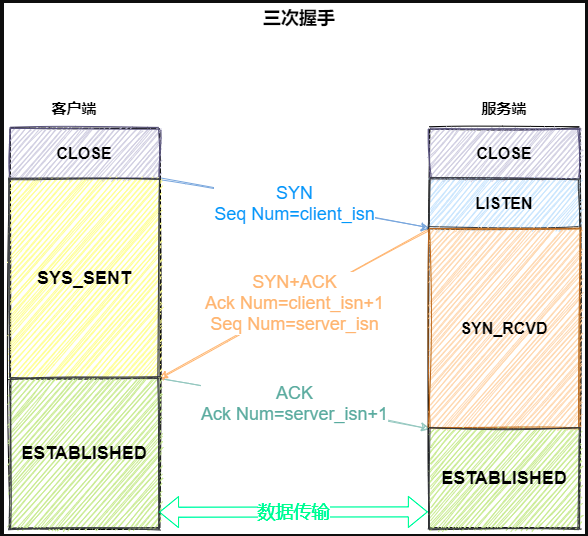 三次握手
客户端
服务端
CLOSE
CLOSE
SYN
Seq Num=client_isn
LISTEN
SYS_SENT
SYN+ACK
Ack Num=client_isn+1
Seq Num=server_isn
SYN_RCVD
ACK
Ack Num=server_isn+1
ESTABLISHED
ESTABLISHED
数据传输